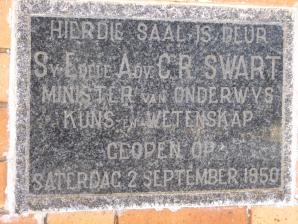 HIERDIE SAAL IS DEUR
SY EDELE ADV. C.R. SWART
MINISTER VAN ONDERWYS
KUNS EN WETENSKAP
GEOPEN OP
SATERDAG 2 SEPTEMBER 1950